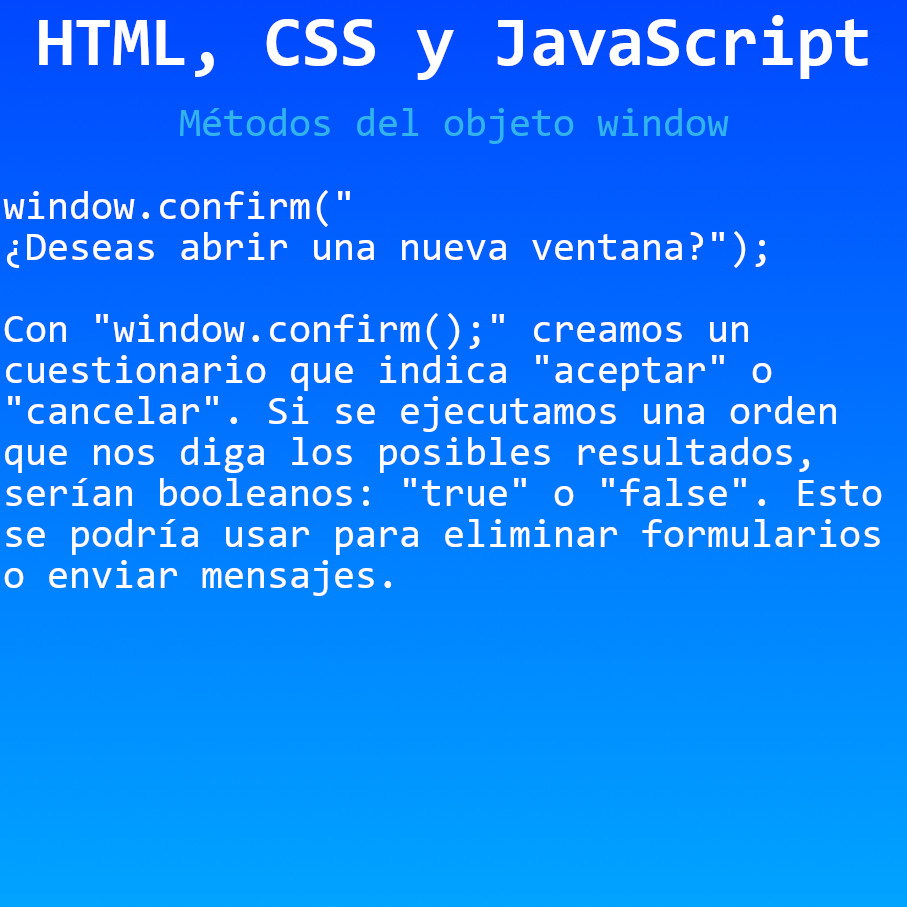 HTML, CSS y JavaScript
Métodos del objeto window
window.confirm("
¿Deseas abrir una nueva ventana?");
Con "window.confirm();" creamos un
cuestionario que indica "aceptar" o
"cancelar". Si se ejecutamos una orden
que nos diga los posibles resultados,
serían booleanos: "true" o "false". Esto
se podría usar para eliminar formularios
o enviar mensajes.